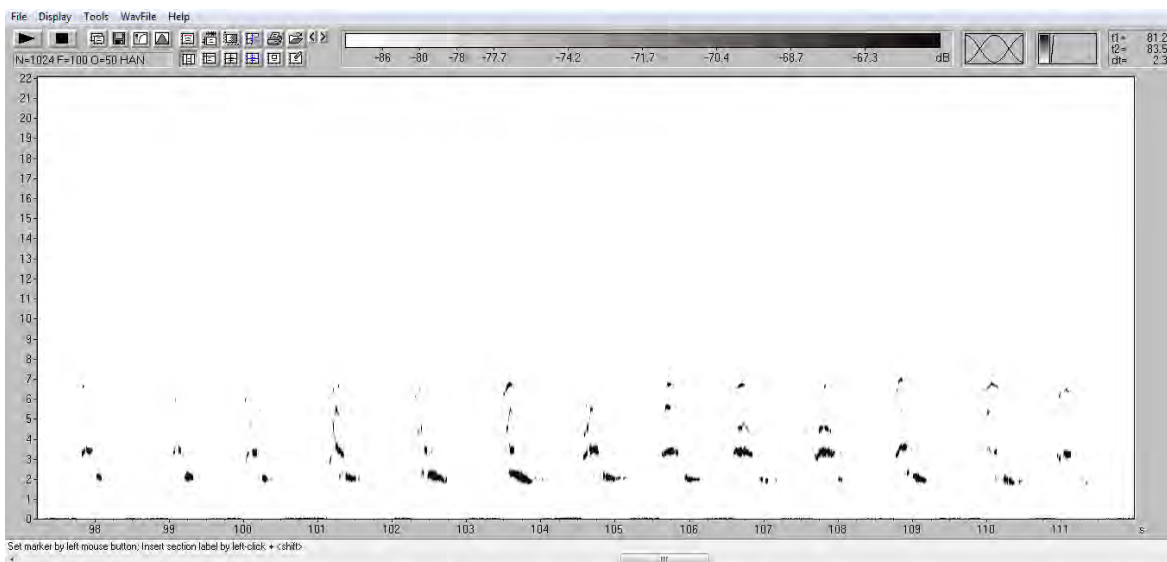 File Display Tools WavFile Help
N=1024 F=100 O=50 HAN
-86 -80 -78 -77.7 -74.2 -71.7 -70.4 -68.7 -67.3 dB
t1= 81.2
t2= 83.5
dt= 2.3
22
21
20
19
18
17
16
15
14
13
12
11
10
9
8
7
6
5
4
3
2
1
0
98 99 100 101 102 103 104 105 106 107 108 109 110 111 s
Set marker by left mouse button; Insert section label by left-click + <shift>